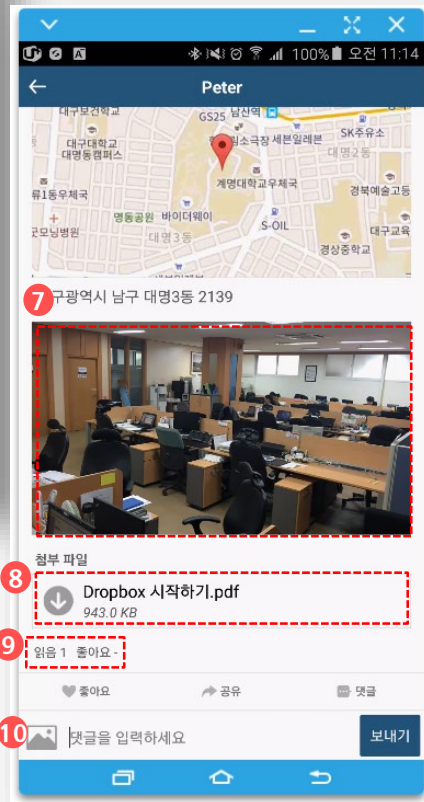 100% 오전 11:14
Peter
대구보건학교
GS25 남산역
대구대학교
대명동캠퍼스
소극장 세븐일레븐
SK주유소
대명2동
류1동우체국
계명대학교우체국
경북예술고등
명동공원 바이더웨이
굿모닝병원
대명3동
S-OIL
대구교육
경상중학교
7
구광역시 남구 대명3동 2139
첨부 파일
8
Dropbox 시작하기.pdf
943.0 KB
9
읽음 1 좋아요 -
좋아요 공유 댓글
10
댓글을 입력하세요
보내기